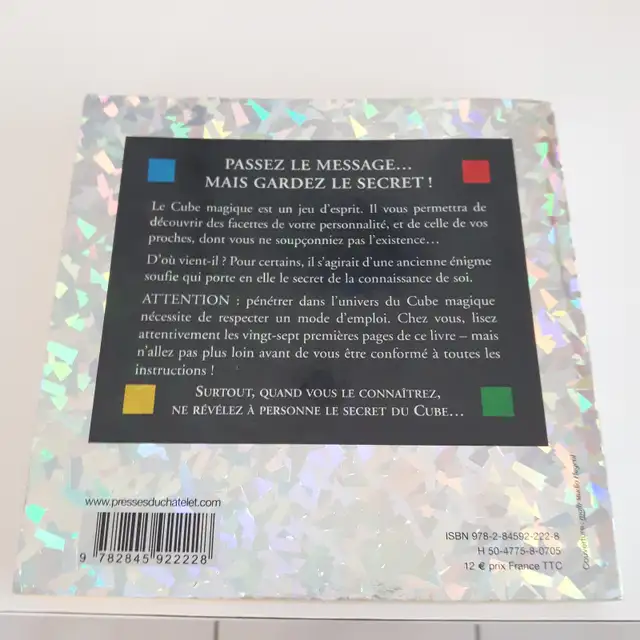 PASSEZ LE MESSAGE...
MAIS GARDEZ LE SECRET !
Le Cube magique est un jeu d'esprit. Il vous permettra de
découvrir des facettes de votre personnalité, et de celle de vos
proches, dont vous ne soupçonniez pas l'existence...
D'où vient-il ? Pour certains, il s'agirait d'une ancienne énigme
soufie qui porte en elle le secret de la connaissance de soi.
ATTENTION : pénétrer dans l'univers du Cube magique
nécessite de respecter un mode d'emploi. Chez vous, lisez
attentivement les vingt-sept premières pages de ce livre – mais
n'allez pas plus loin avant de vous être conformé à toutes les
instructions !
SURTOUT, QUAND VOUS LE CONNAÎTREZ,
NE RÉVÉLEZ À PERSONNE LE SECRET DU CUBE...
www.pressesduchatelet.com
9 782845 922228
ISBN 978-2-84592-222-8
H 50-4775-8-0705
12 € prix France TTC
Couverture :